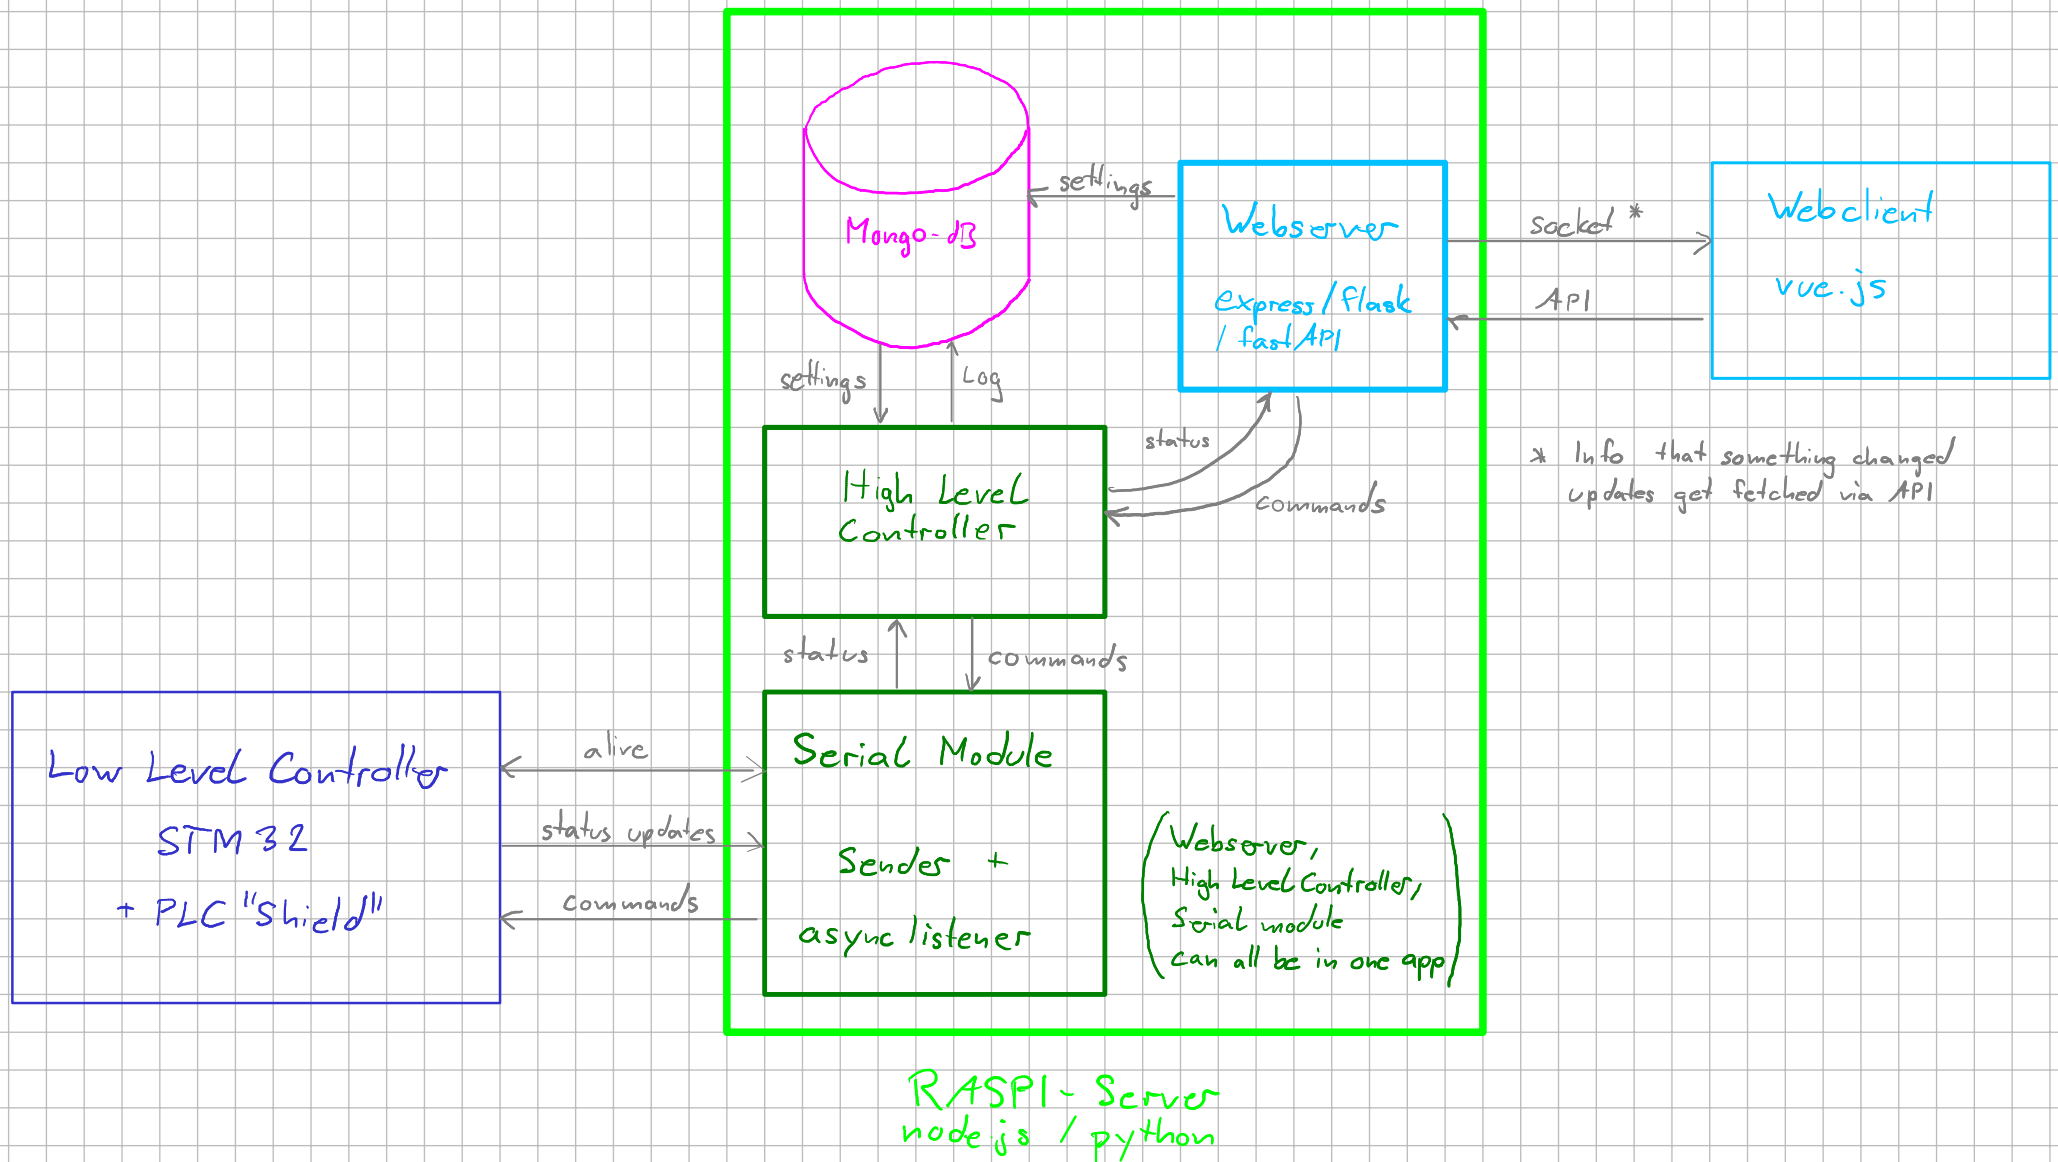 Mongo-dB
settings
Webserver
express/flask
/ fastAPI
socket *
API
Webclient
vue.js
* Info that something changed
updates get fetched via API
settings
Log
status
commands
High Level
Controller
status
commands
Low Level Controller
STM32
+ PLC "Shield"
alive
status updates
commands
Serial Module
Sender +
async listener
(Webserver,
High Level Controller,
Serial module
can all be in one app)
RASPI-Server
node.js / python